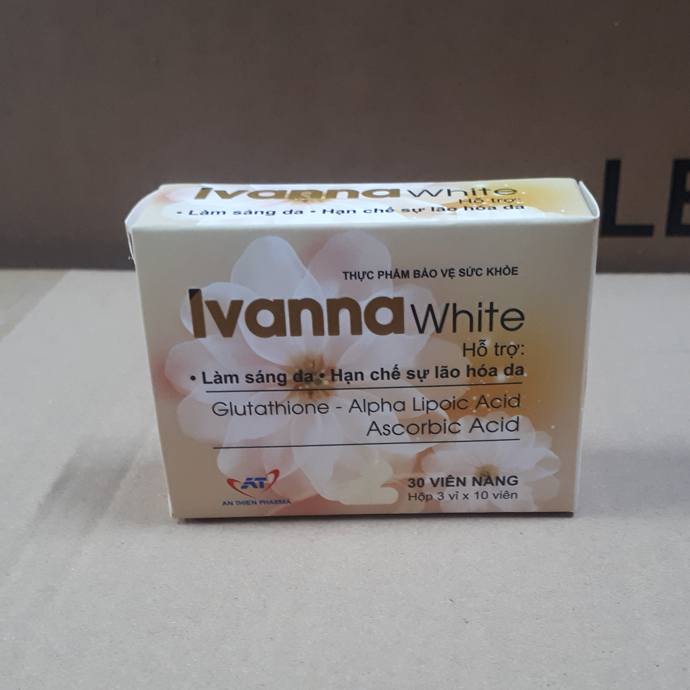 Ivanna White
Hỗ trợ:
• Làm sáng da • Hạn chế sự lão hóa da
THỰC PHẨM BẢO VỆ SỨC KHỎE
Ivanna White
Hỗ trợ:
• Làm sáng da • Hạn chế sự lão hóa da
Glutathione - Alpha Lipoic Acid
Ascorbic Acid
AT
AN THIEN PHARMA
30 VIÊN NANG
Hộp 3 vỉ x 10 viên
LE